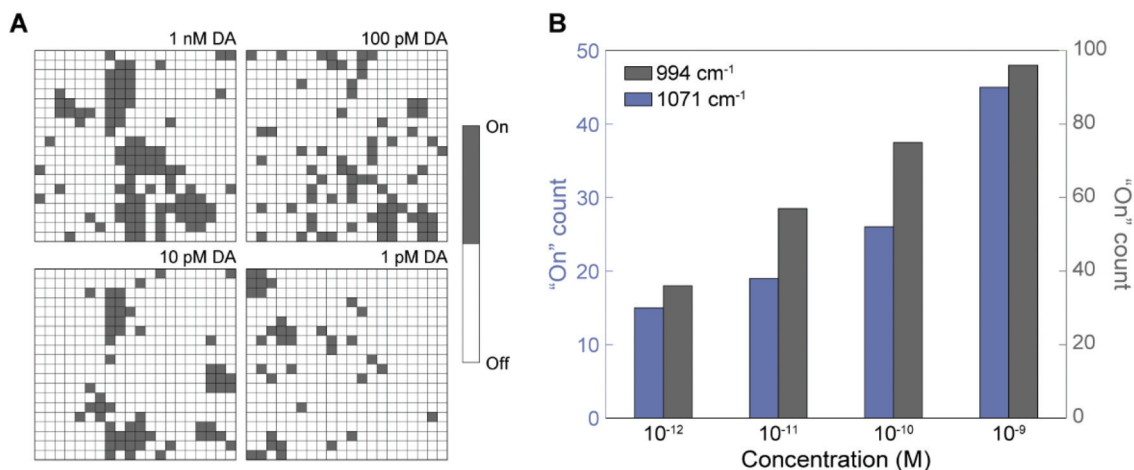 A
1 nM DA
100 pM DA
10 pM DA
1 pM DA
On
Off
B
994 cm⁻¹
1071 cm⁻¹
50
40
30
20
10
0
"On" count
100
80
60
40
20
0
"On" count
10⁻¹² 10⁻¹¹ 10⁻¹⁰ 10⁻⁹
Concentration (M)